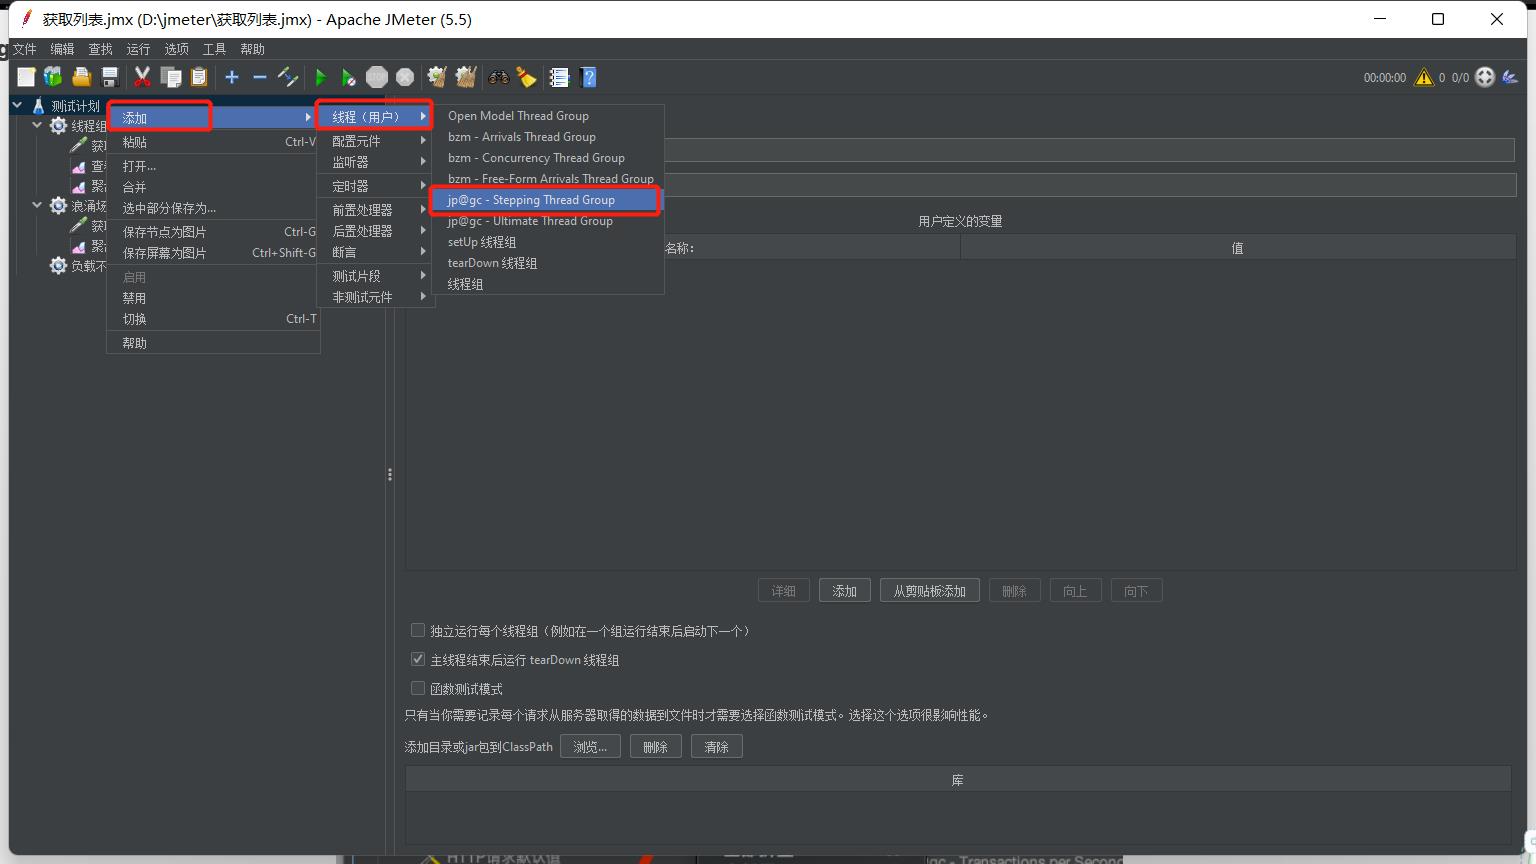 获取列表.jmx (D:\jmeter\获取列表.jmx) - Apache JMeter (5.5)
文件 编辑 查找 运行 选项 工具 帮助
00:00:00 0 0/0
测试计划
线程组
获
查
聚
浪涌场
获
聚
负载不
添加
粘贴 Ctrl-V
打开...
合并
选中部分保存为...
保存节点为图片 Ctrl-G
保存屏幕为图片 Ctrl+Shift-G
启用
禁用
切换 Ctrl-T
帮助
线程（用户）
配置元件
监听器
定时器
前置处理器
后置处理器
断言
测试片段
非测试元件
Open Model Thread Group
bzm - Arrivals Thread Group
bzm - Concurrency Thread Group
bzm - Free-Form Arrivals Thread Group
jp@gc - Stepping Thread Group
jp@gc - Ultimate Thread Group
setUp 线程组
tearDown 线程组
线程组
用户定义的变量
名称: 值
详细 添加 从剪贴板添加 删除 向上 向下
独立运行每个线程组（例如在一个组运行结束后启动下一个）
主线程结束后运行 tearDown 线程组
函数测试模式
只有当你需要记录每个请求从服务器取得的数据到文件时才需要选择函数测试模式。选择这个选项很影响性能。
添加目录或jar包到ClassPath 浏览... 删除 清除
库
HTTP请求默认值
gc - Transactions per Second